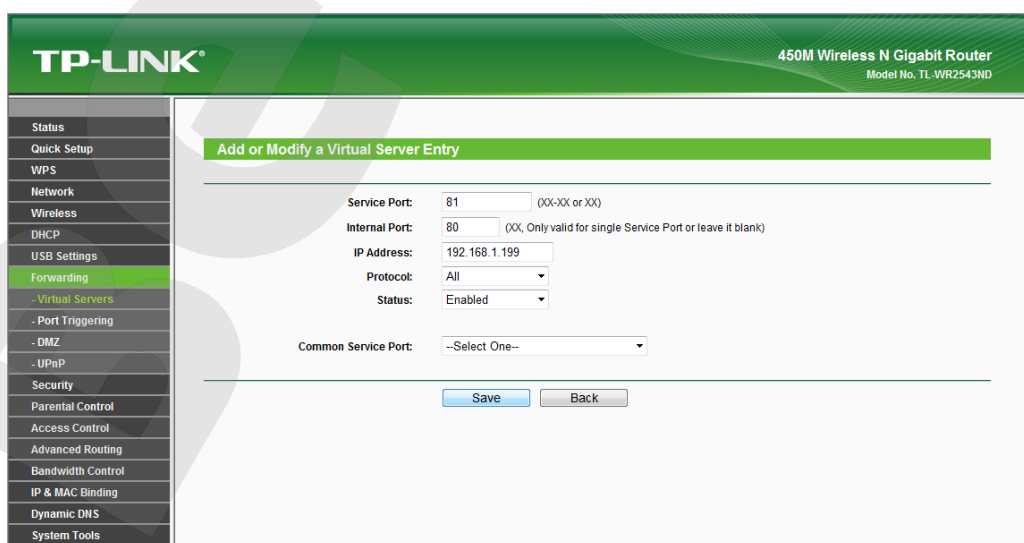 TP-LINK®
450M Wireless N Gigabit Router
Model No. TL-WR2543ND
Status
Quick Setup
WPS
Network
Wireless
DHCP
USB Settings
Forwarding
- Virtual Servers
- Port Triggering
- DMZ
- UPnP
Security
Parental Control
Access Control
Advanced Routing
Bandwidth Control
IP & MAC Binding
Dynamic DNS
System Tools
Add or Modify a Virtual Server Entry
Service Port: 81 (XX-XX or XX)
Internal Port: 80 (XX, Only valid for single Service Port or leave it blank)
IP Address: 192.168.1.199
Protocol: All
Status: Enabled
Common Service Port: --Select One--
Save Back